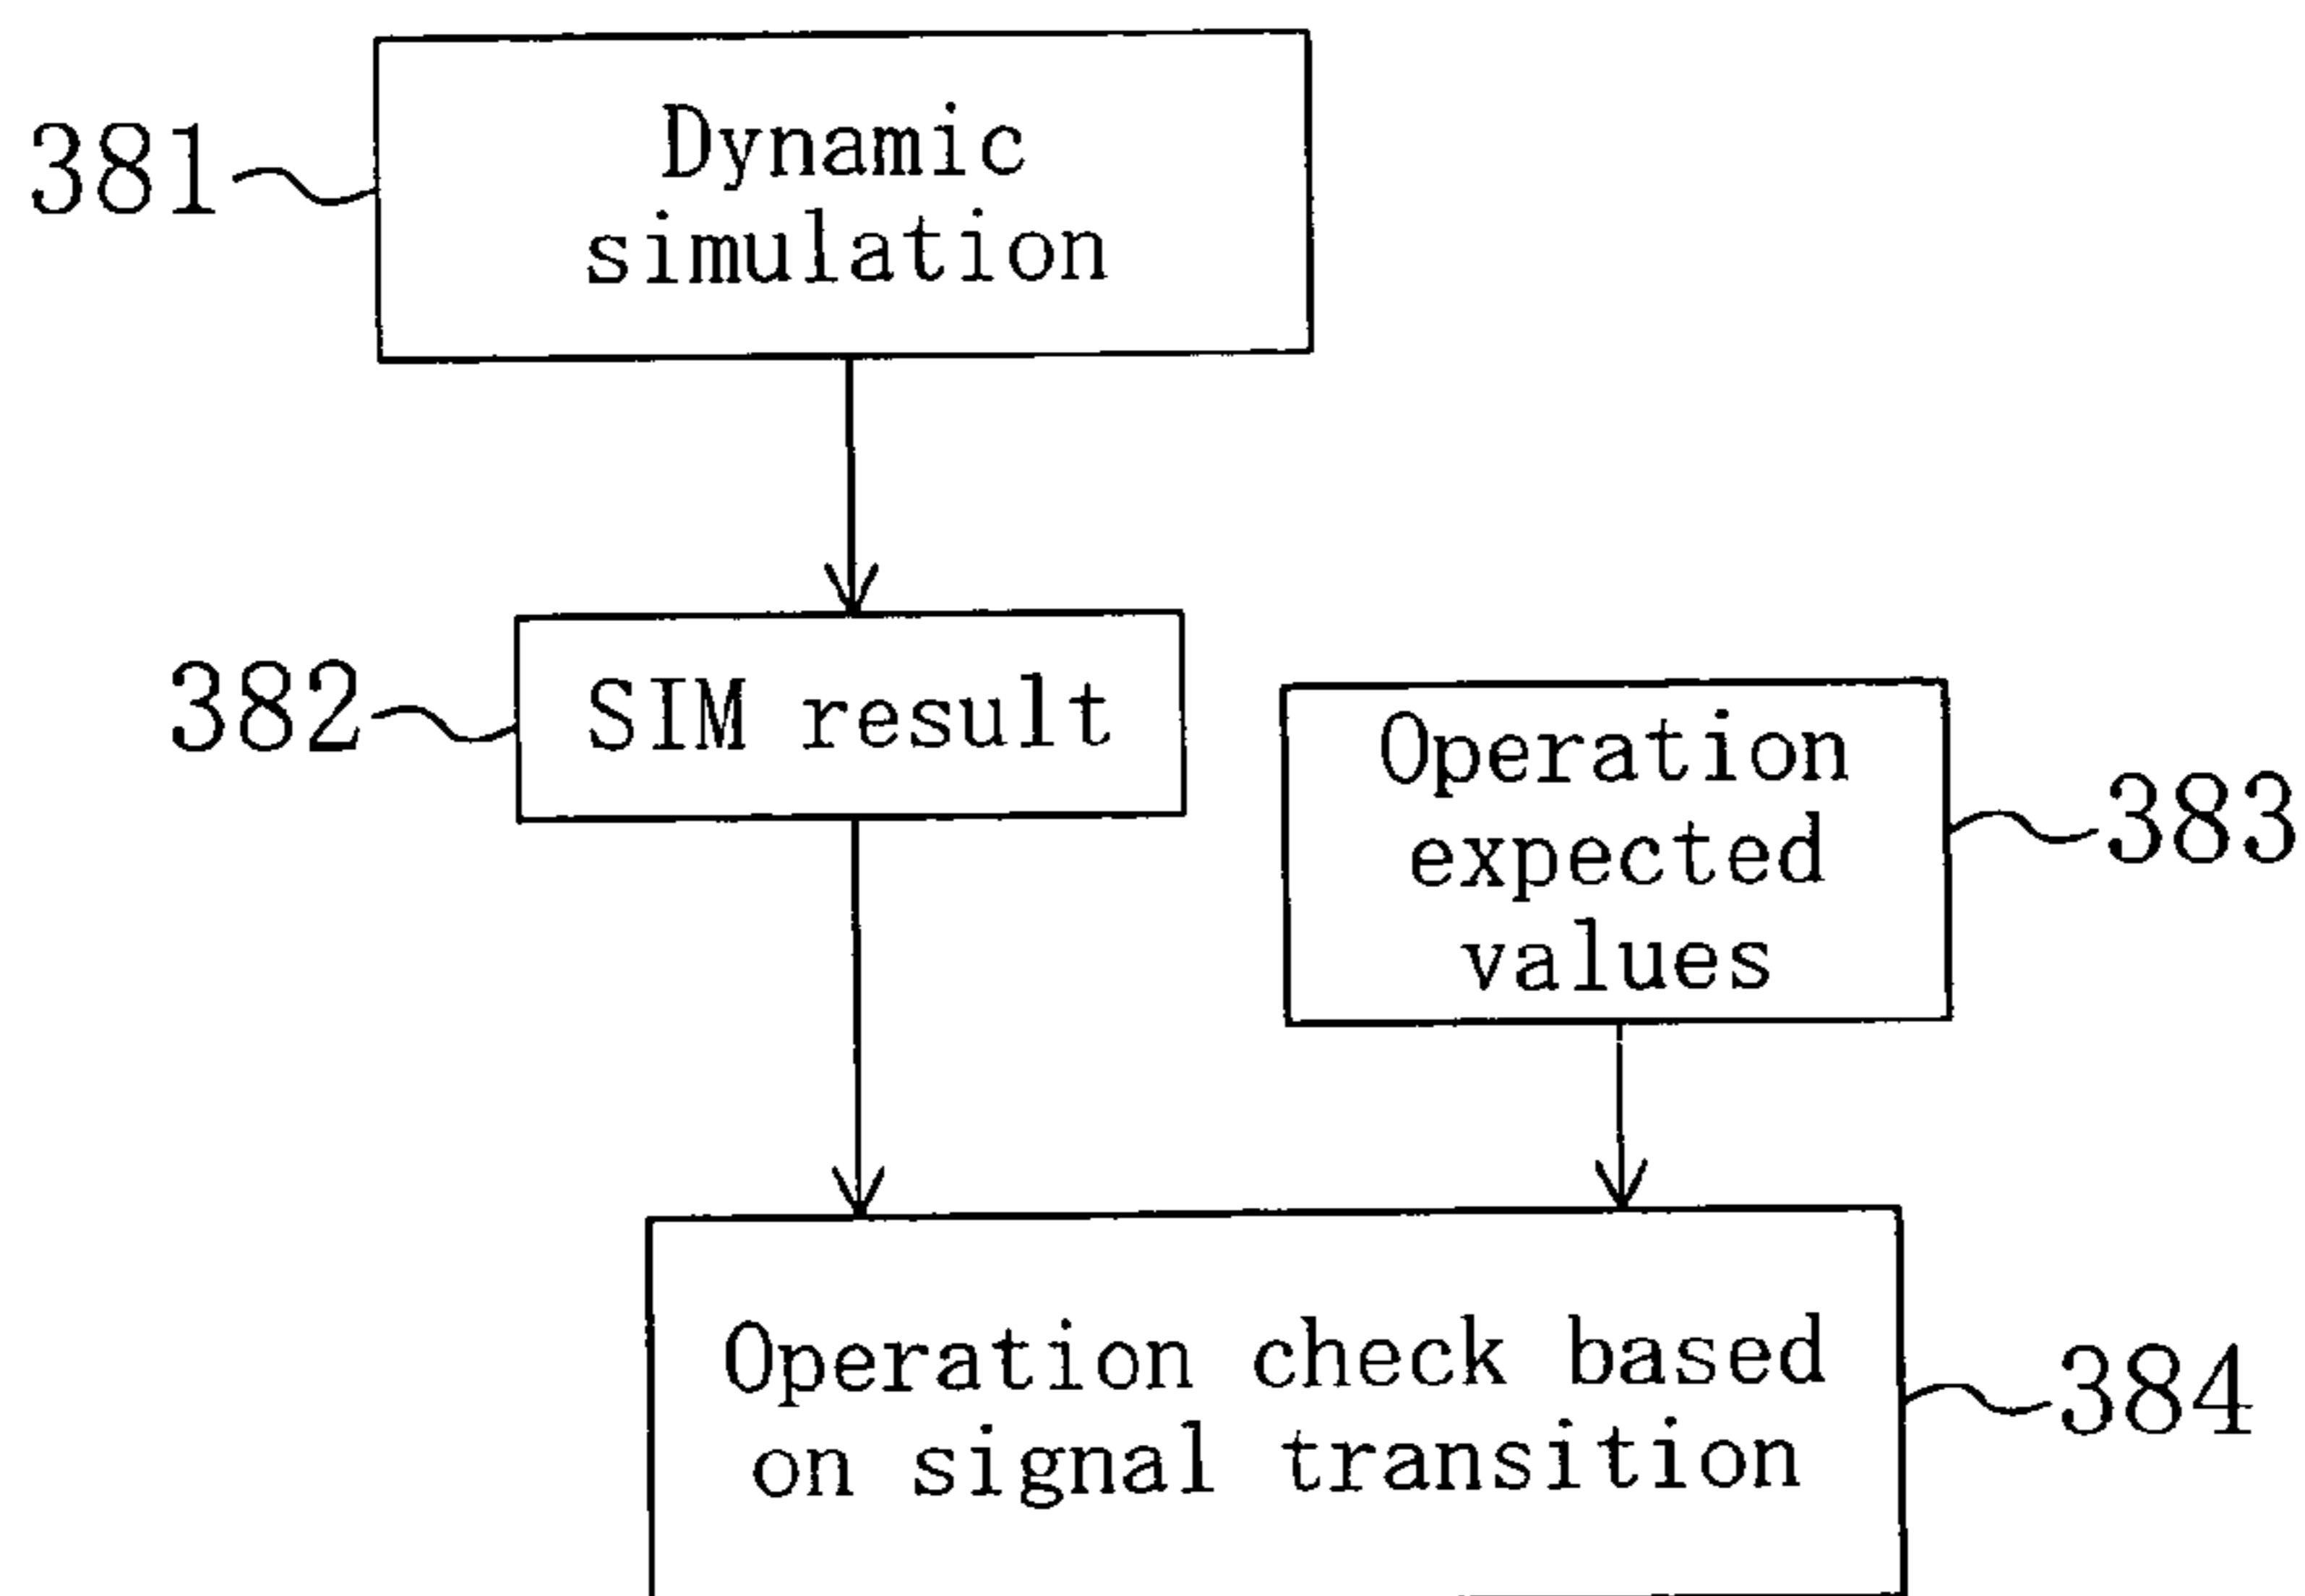 381
Dynamic
simulation
382
SIM result
Operation
expected
values
383
Operation check based
on signal transition
384